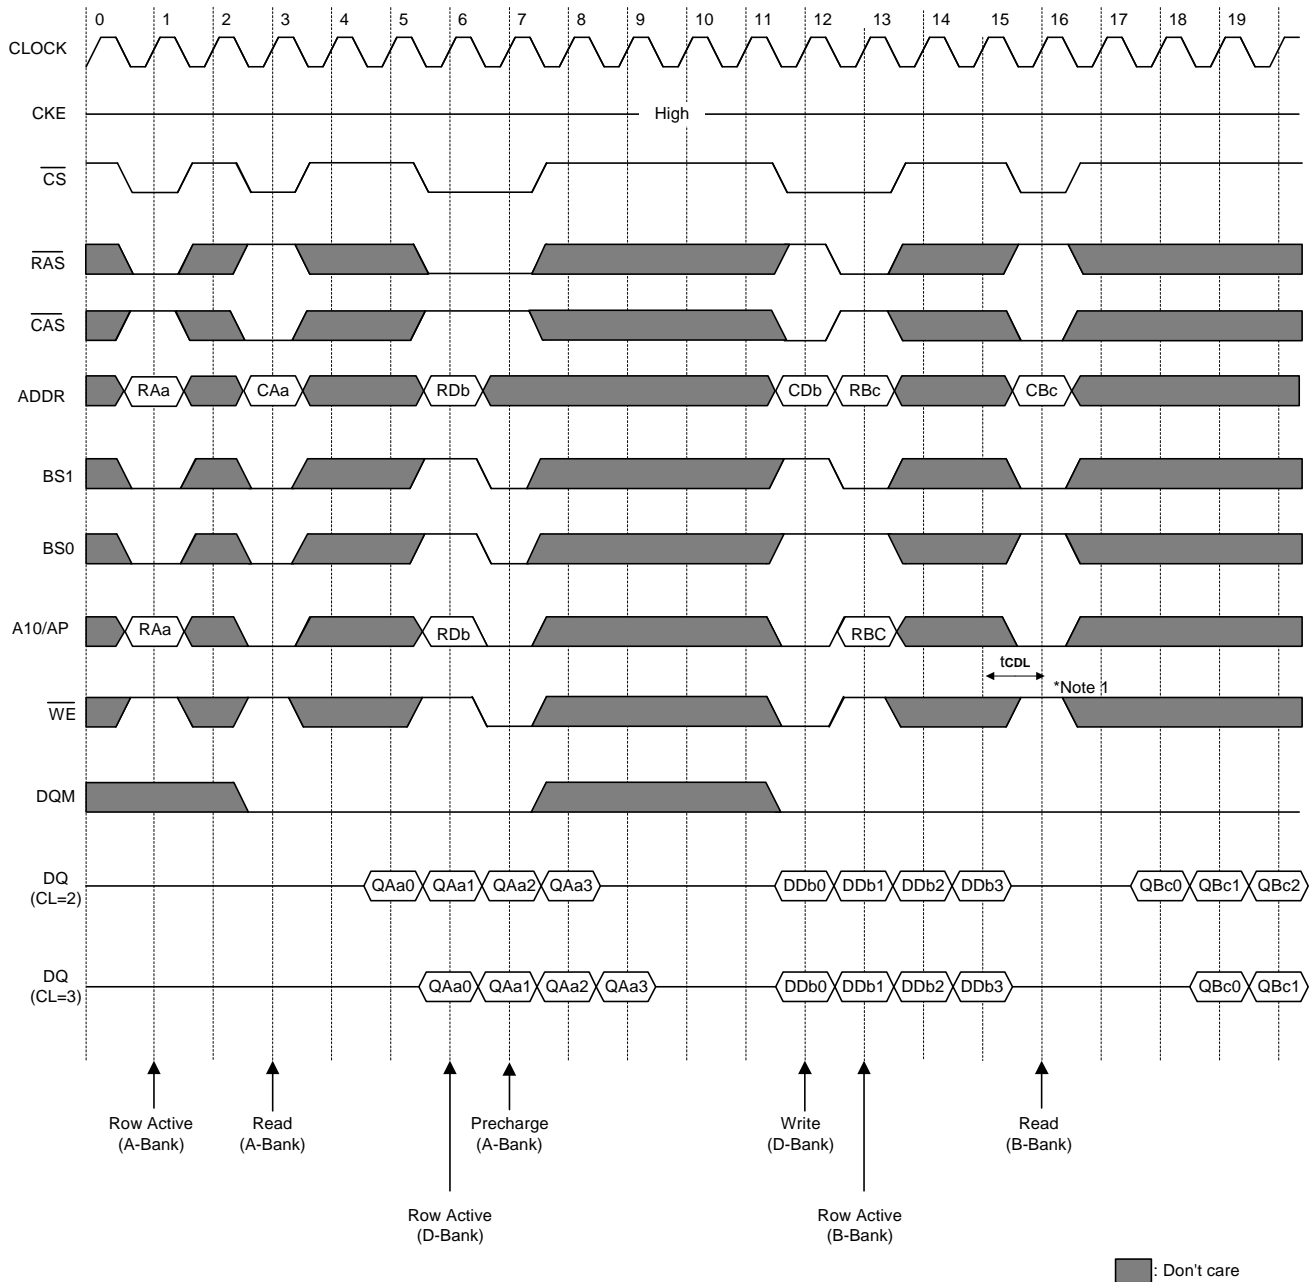 0 1 2 3 4 5 6 7 8 9 10 11 12 13 14 15 16 17 18 19
CLOCK
CKE High
CS
RAS
CAS
ADDR RAa CAa RDb CDb RBc CBc
BS1
BS0
A10/AP RAa RDb RBC
tCDL
*Note 1
WE
DQM
DQ
(CL=2) QAa0 QAa1 QAa2 QAa3 DDb0 DDb1 DDb2 DDb3 QBc0 QBc1 QBc2
DQ
(CL=3) QAa0 QAa1 QAa2 QAa3 DDb0 DDb1 DDb2 DDb3 QBc0 QBc1
Row Active
(A-Bank)
Read
(A-Bank)
Precharge
(A-Bank)
Write
(D-Bank)
Read
(B-Bank)
Row Active
(D-Bank)
Row Active
(B-Bank)
: Don't care